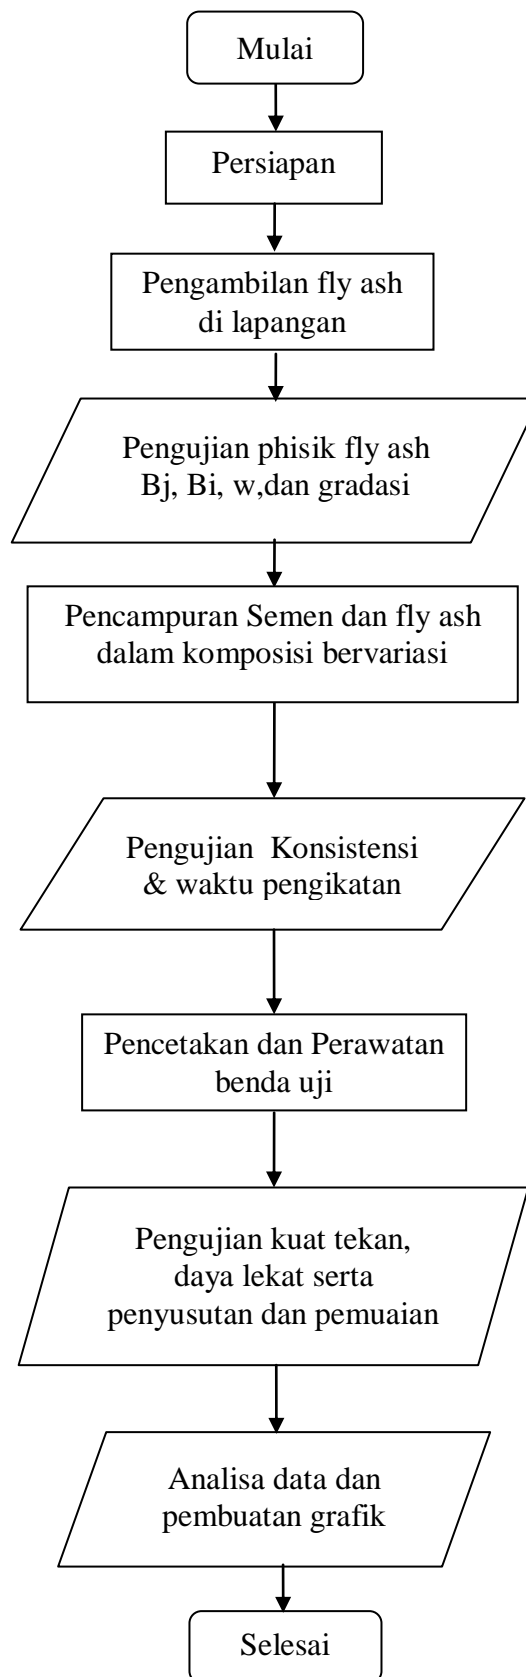 Mulai
Persiapan
Pengambilan fly ash
di lapangan
Pengujian phisik fly ash
Bj, Bi, w,dan gradasi
Pencampuran Semen dan fly ash
dalam komposisi bervariasi
Pengujian  Konsistensi
& waktu pengikatan
Pencetakan dan Perawatan
benda uji
Pengujian kuat tekan,
daya lekat serta
penyusutan dan pemuaian
Analisa data dan
pembuatan grafik
Selesai